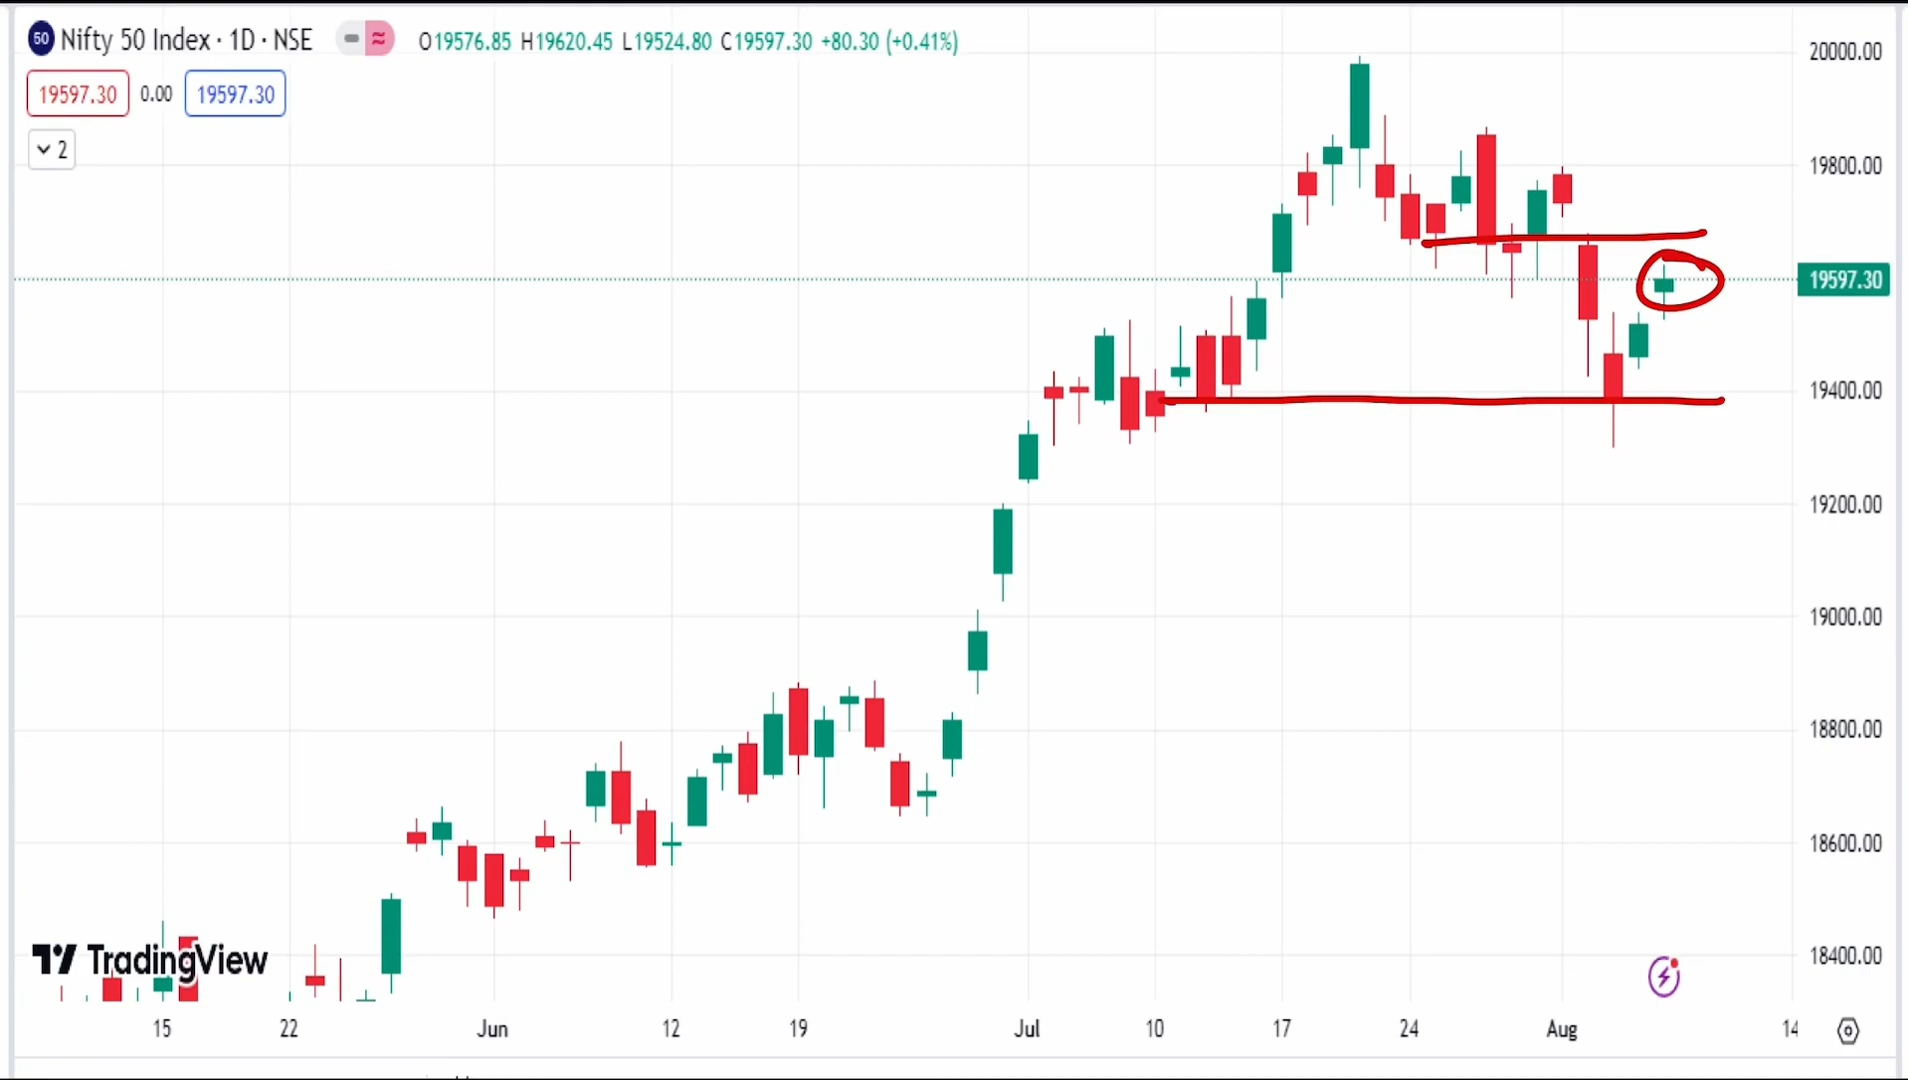 50 Nifty 50 Index · 1D · NSE O19576.85 H19620.45 L19524.80 C19597.30 +80.30 (+0.41%)
19597.30 0.00 19597.30
2
20000.00
19800.00
19597.30
19400.00
19200.00
19000.00
18800.00
18600.00
18400.00
TradingView
15 22 Jun 12 19 Jul 10 17 24 Aug 14